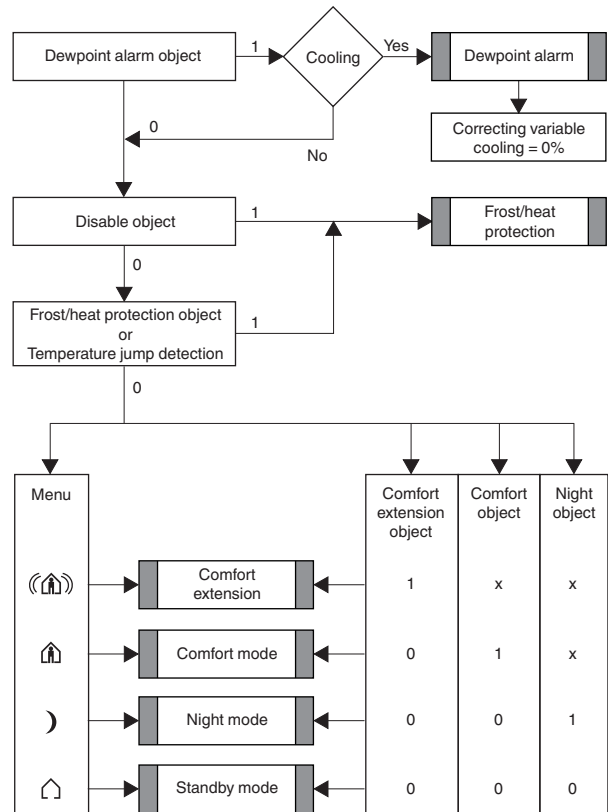 Dewpoint alarm object
1
Cooling
Yes
Dewpoint alarm
0
No
Correcting variable
cooling = 0%
Disable object
1
Frost/heat
protection
0
Frost/heat protection object
or
Temperature jump detection
1
0
Menu
Comfort
extension
object
Comfort
object
Night
object
Comfort
extension
1 x x
Comfort mode
0 1 x
Night mode
0 0 1
Standby mode
0 0 0